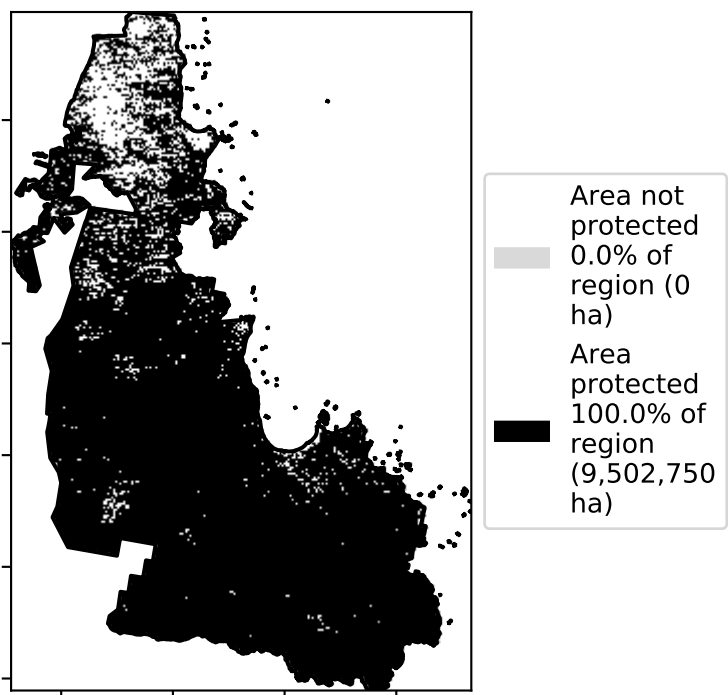 Area not
protected
0.0% of
region (0
ha)
Area
protected
100.0% of
region
(9,502,750
ha)